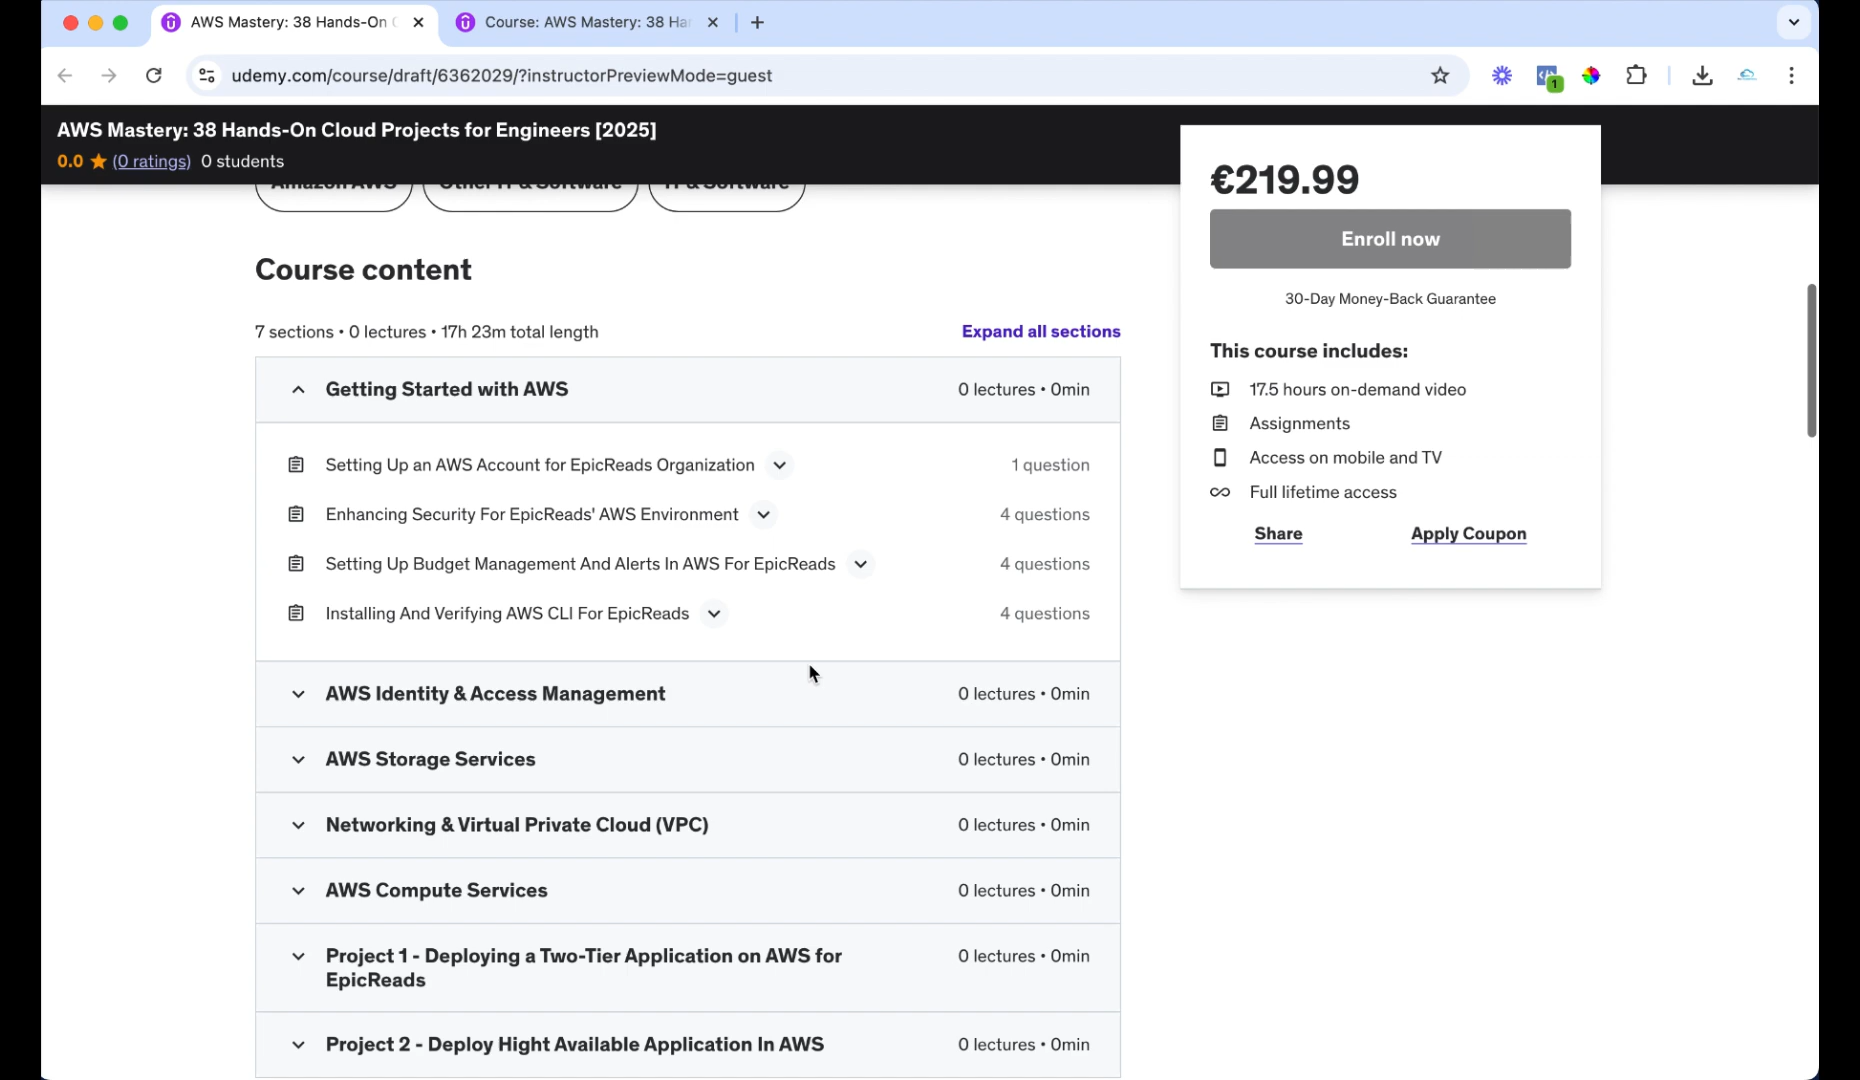 AWS Mastery: 38 Hands-On C
Course: AWS Mastery: 38 Ha
udemy.com/course/draft/6362029/?instructorPreviewMode=guest
1
AWS Mastery: 38 Hands-On Cloud Projects for Engineers [2025]
0.0 ★ (0 ratings) 0 students
Amazon AWS Other IT & Software IT & Software
€219.99
Enroll now
30-Day Money-Back Guarantee
This course includes:
17.5 hours on-demand video
Assignments
Access on mobile and TV
Full lifetime access
Share Apply Coupon
Course content
7 sections • 0 lectures • 17h 23m total length Expand all sections
Getting Started with AWS 0 lectures • 0min
Setting Up an AWS Account for EpicReads Organization 1 question
Enhancing Security For EpicReads' AWS Environment 4 questions
Setting Up Budget Management And Alerts In AWS For EpicReads 4 questions
Installing And Verifying AWS CLI For EpicReads 4 questions
AWS Identity & Access Management 0 lectures • 0min
AWS Storage Services 0 lectures • 0min
Networking & Virtual Private Cloud (VPC) 0 lectures • 0min
AWS Compute Services 0 lectures • 0min
Project 1 - Deploying a Two-Tier Application on AWS for 0 lectures • 0min
EpicReads
Project 2 - Deploy Hight Available Application In AWS 0 lectures • 0min